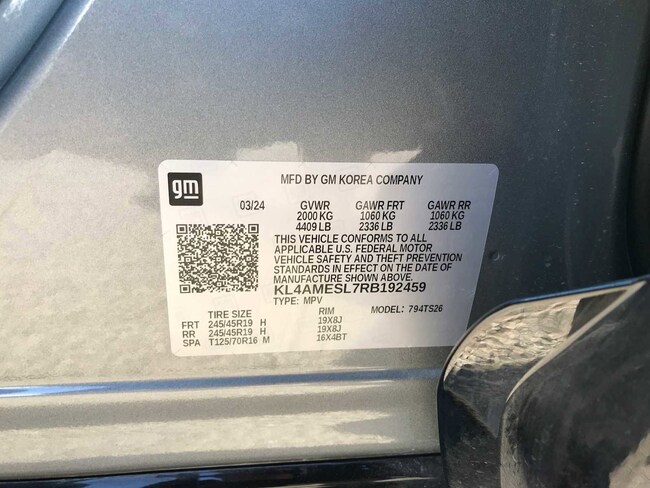 gm
MFD BY GM KOREA COMPANY
03/24 GVWR GAWR FRT GAWR RR
2000 KG 1060 KG 1060 KG
4409 LB 2336 LB 2336 LB
THIS VEHICLE CONFORMS TO ALL
APPLICABLE U.S. FEDERAL MOTOR
VEHICLE SAFETY AND THEFT PREVENTION
STANDARDS IN EFFECT ON THE DATE OF
MANUFACTURE SHOWN ABOVE.
KL4AMESL7RB192459
TYPE: MPV MODEL: 794TS26
TIRE SIZE RIM
FRT 245/45R19 H 19X8J
RR 245/45R19 H 19X8J
SPA T125/70R16 M 16X4BT